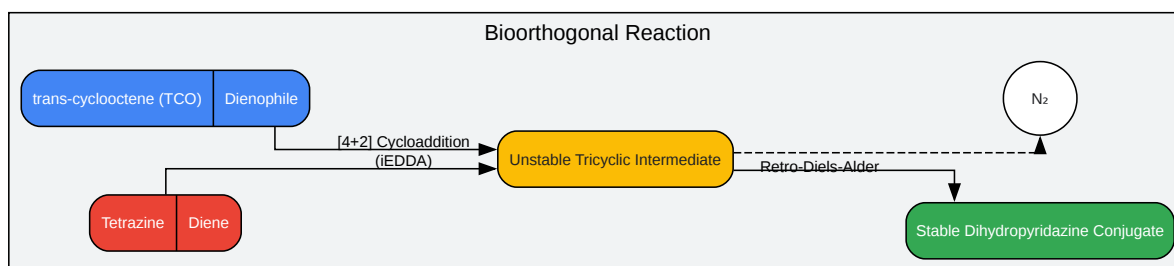 Bioorthogonal Reaction
trans-cyclooctene (TCO)
Dienophile
N₂
[4+2] Cycloaddition
(iEDDA)
Unstable Tricyclic Intermediate
Retro-Diels-Alder
Tetrazine
Diene
Stable Dihydropyridazine Conjugate